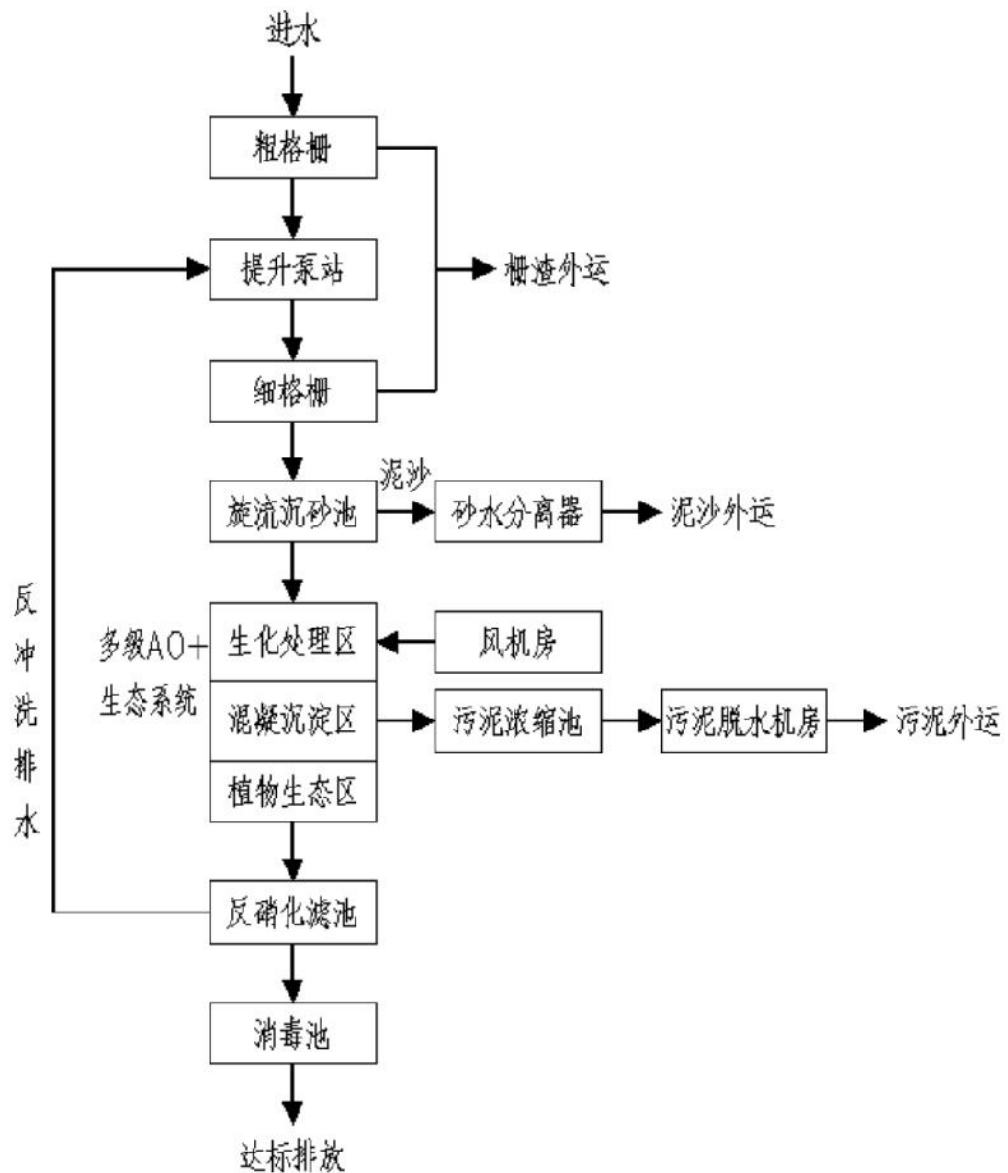 进水
粗格栅
提升泵站
栅渣外运
细格栅
泥沙
旋流沉砂池
砂水分离器
泥沙外运
反冲洗排水
多级AO+
生态系统
生化处理区
风机房
混凝沉淀区
污泥浓缩池
污泥脱水机房
污泥外运
植物生态区
反硝化滤池
消毒池
达标排放